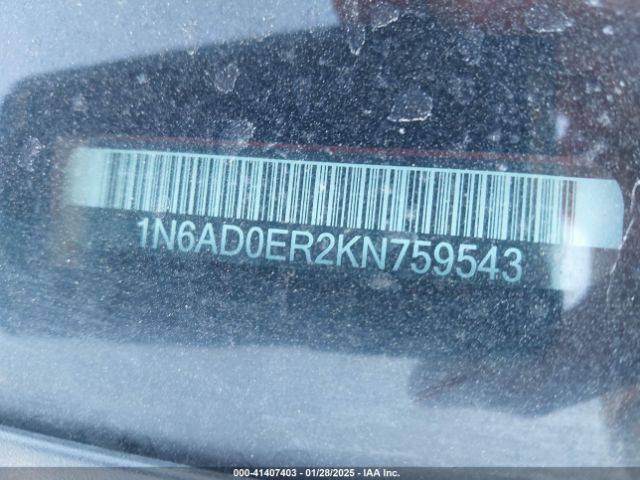 1N6AD0ER2KN759543
000-41407403 | 01/28/2025 - IAA Inc.